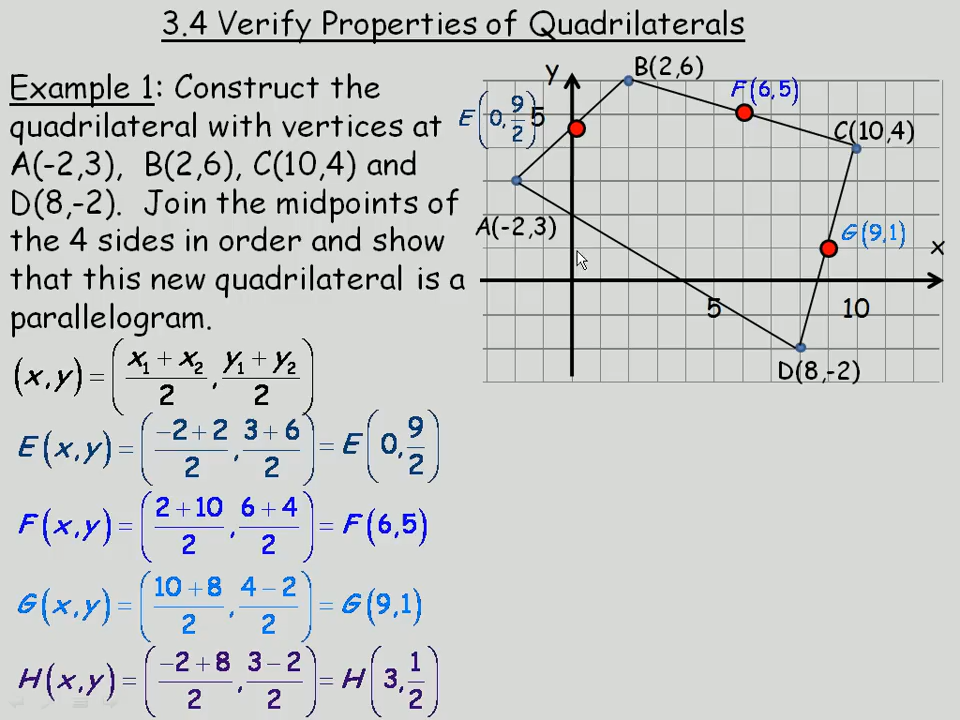 3.4 Verify Properties of Quadrilaterals
Example 1: Construct the
quadrilateral with vertices at
A(-2,3), B(2,6), C(10,4) and
D(8,-2). Join the midpoints of
the 4 sides in order and show
that this new quadrilateral is a
parallelogram.
(x,y) = ((x₁ + x₂)/2, (y₁ + y₂)/2)
E(x,y) = ((−2 + 2)/2, (3 + 6)/2) = E(0, 9/2)
F(x,y) = ((2 + 10)/2, (6 + 4)/2) = F(6,5)
G(x,y) = ((10 + 8)/2, (4 − 2)/2) = G(9,1)
H(x,y) = ((−2 + 8)/2, (3 − 2)/2) = H(3, 1/2)
y
B(2,6)
F(6,5)
E(0, 9/2)
5
C(10,4)
A(-2,3)
G(9,1)
x
5
10
D(8,-2)